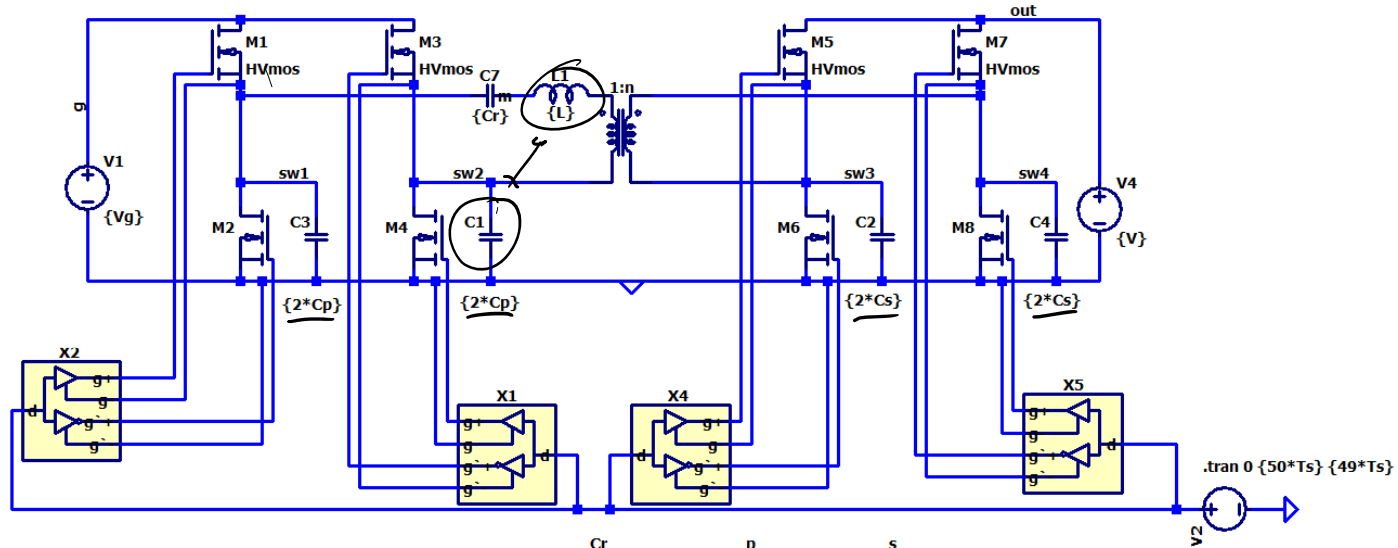 out
M1
M3
M5
M7
HVmos
HVmos
HVmos
HVmos
C7
L1
1:n
m
{Cr}
{L}
g
V1
{Vg}
sw1
sw2
sw3
sw4
V4
{V}
M2
C3
M4
C1
M6
C2
M8
C4
{2*Cp}
{2*Cp}
{2*Cs}
{2*Cs}
X2
g+
d
g
g`+
g`
X1
g+
g
d
g`+
g`
X4
g+
d
g
g`+
g`
X5
g+
g
d
g`+
g`
.tran 0 {50*Ts} {49*Ts}
V2
Cr
p
s